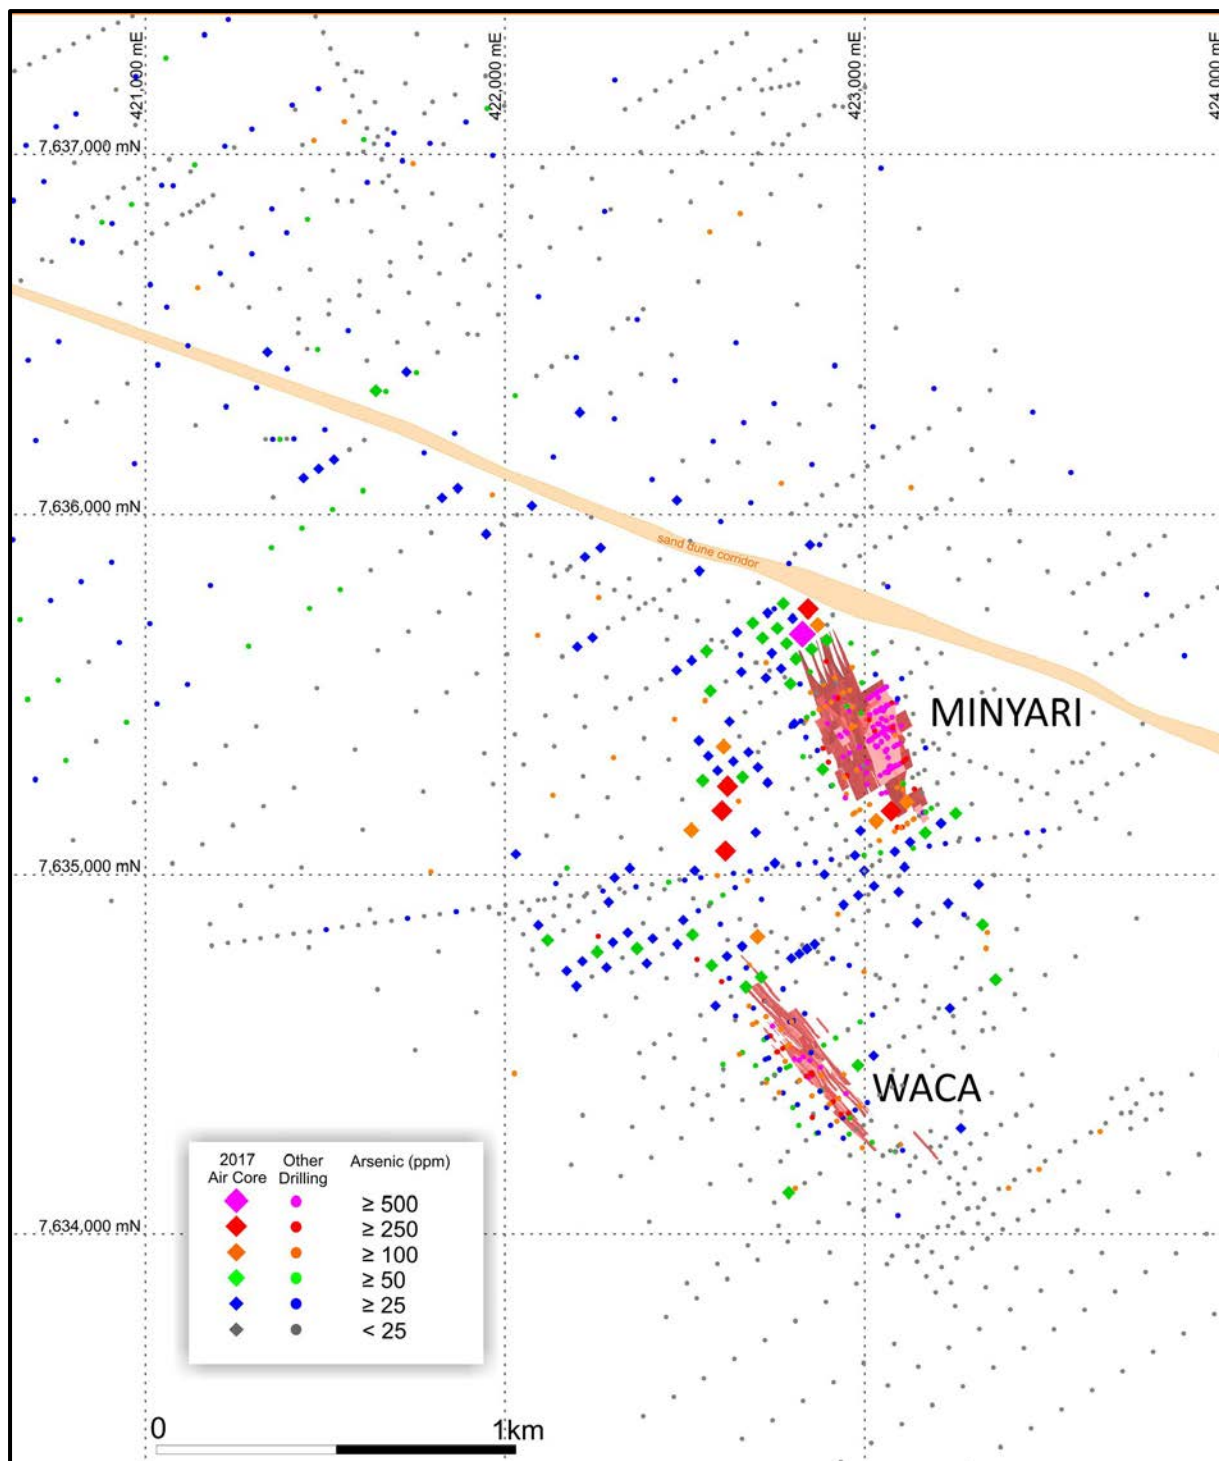 421,000 mE
422,000 mE
423,000 mE
424,000 mE
7,637,000 mN
7,636,000 mN
sand dune corridor
MINYARI
7,635,000 mN
WACA
2017 Air Core
Other Drilling
Arsenic (ppm)
≥ 500
≥ 250
≥ 100
≥ 50
≥ 25
< 25
7,634,000 mN
0
1km